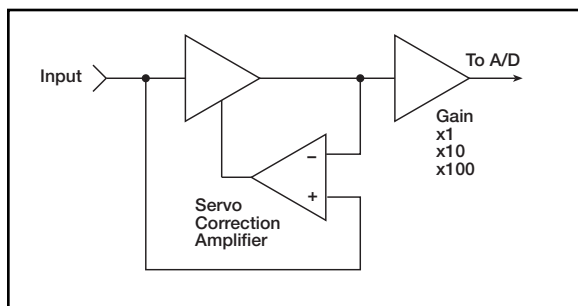 Input
To A/D
Gain
x1
x10
x100
–
+
Servo
Correction
Amplifier